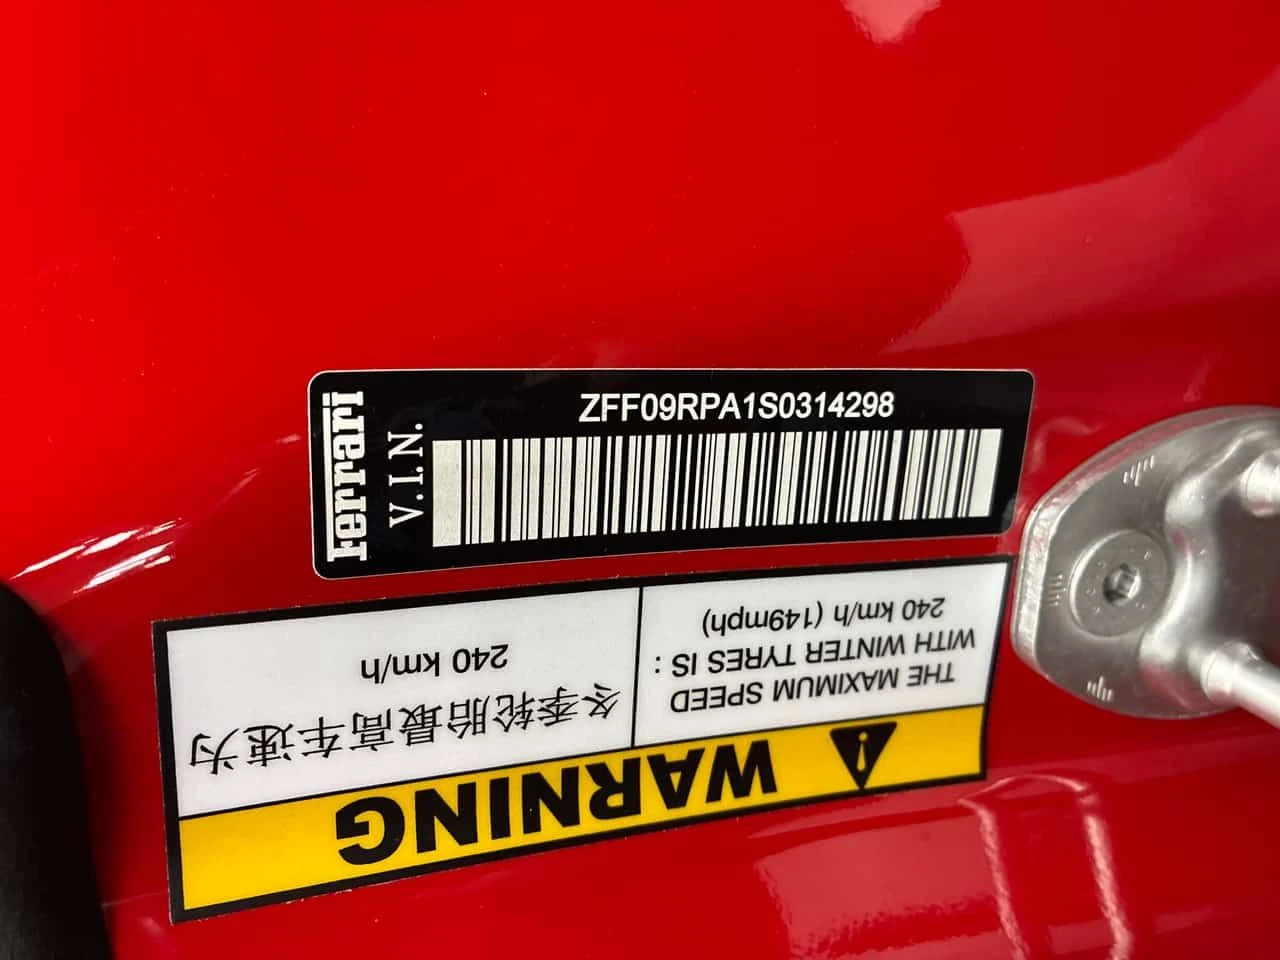 Ferrari
V.I.N.
ZFF09RPA1S0314298
WARNING
THE MAXIMUM SPEED
WITH WINTER TYRES IS :
240 km/h (149mph)
冬季轮胎最高车速为
240 km/h